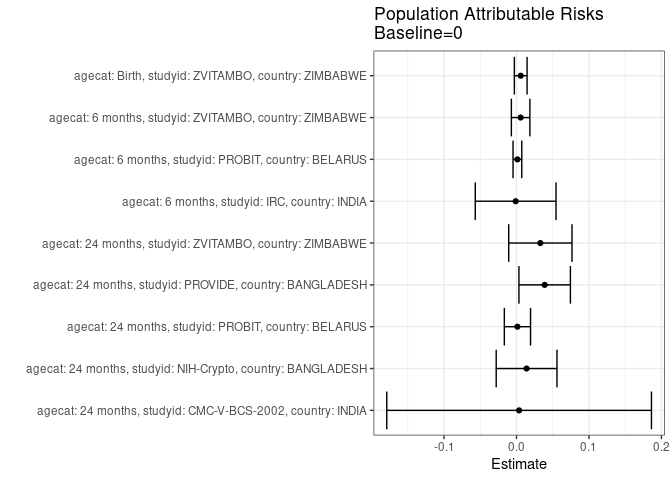 Population Attributable Risks
Baseline=0
agecat: Birth, studyid: ZVITAMBO, country: ZIMBABWE
agecat: 6 months, studyid: ZVITAMBO, country: ZIMBABWE
agecat: 6 months, studyid: PROBIT, country: BELARUS
agecat: 6 months, studyid: IRC, country: INDIA
agecat: 24 months, studyid: ZVITAMBO, country: ZIMBABWE
agecat: 24 months, studyid: PROVIDE, country: BANGLADESH
agecat: 24 months, studyid: PROBIT, country: BELARUS
agecat: 24 months, studyid: NIH-Crypto, country: BANGLADESH
agecat: 24 months, studyid: CMC-V-BCS-2002, country: INDIA
-0.1 0.0 0.1 0.2
Estimate